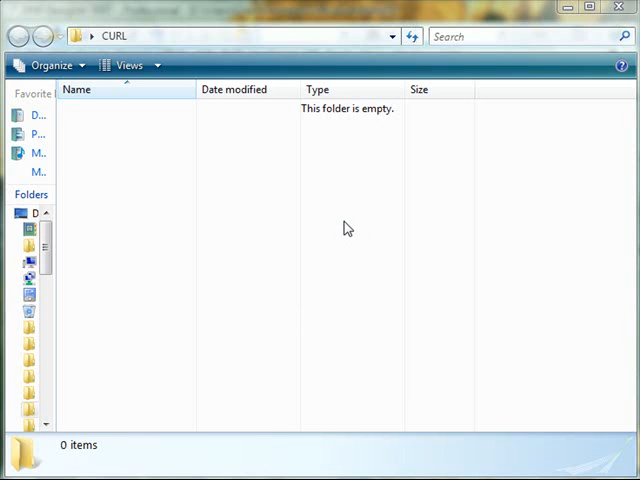 CURL
Search
Organize
Views
Favorite
Name
Date modified
Type
Size
This folder is empty.
D...
P...
M..
M..
Folders
D
0 items